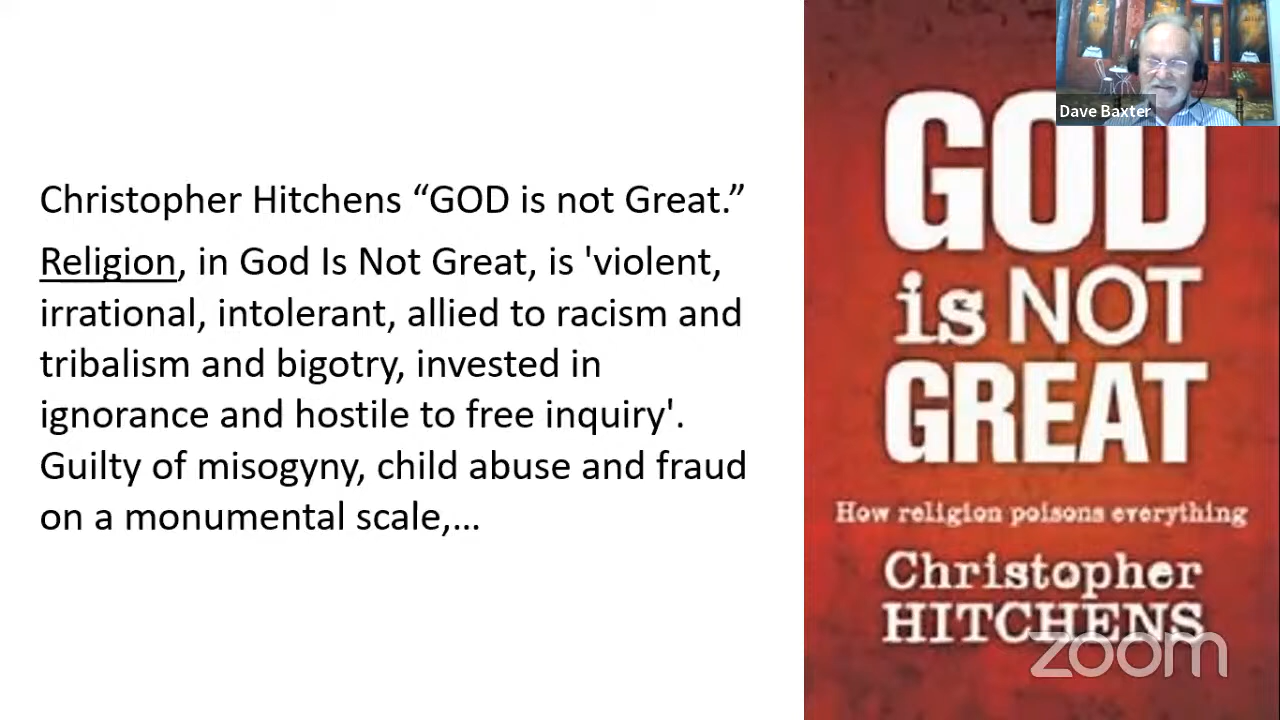 Christopher Hitchens “GOD is not Great.”
Religion, in God Is Not Great, is 'violent,
irrational, intolerant, allied to racism and
tribalism and bigotry, invested in
ignorance and hostile to free inquiry'.
Guilty of misogyny, child abuse and fraud
on a monumental scale,...
Dave Baxter
GOD
is NOT
GREAT
How religion poisons everything
Christopher
HITCHENS
zoom